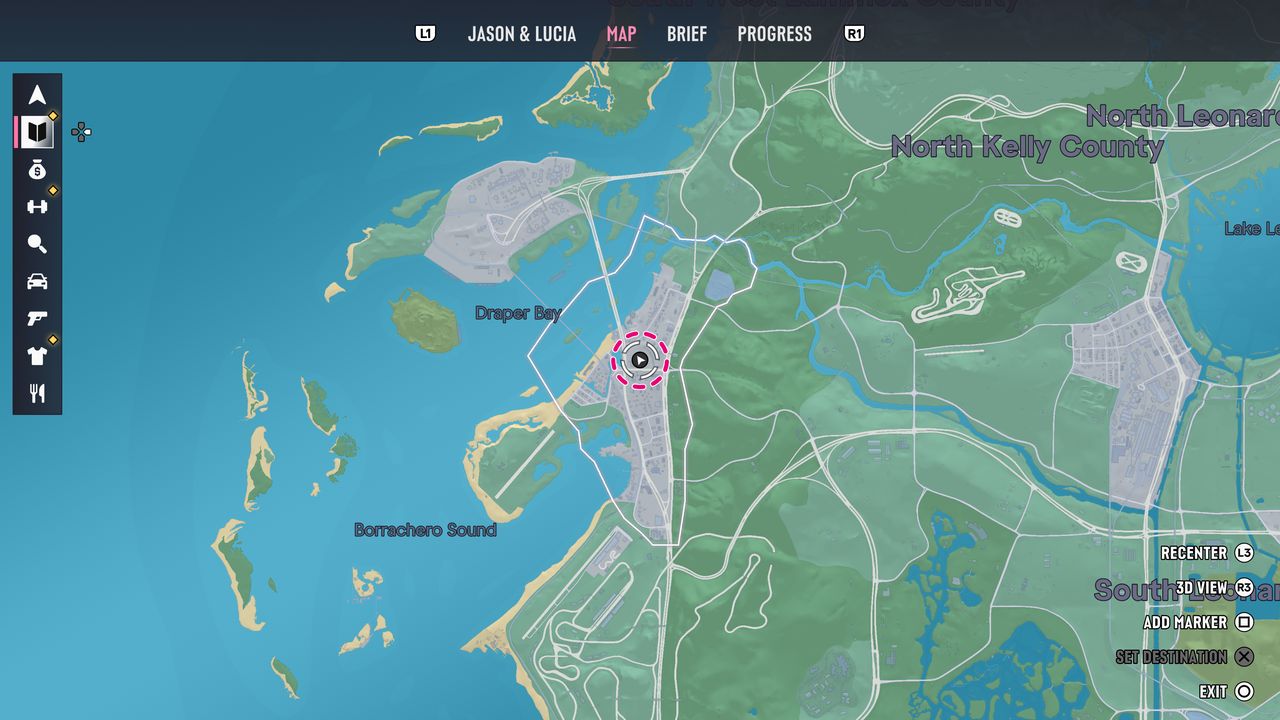 L1 JASON & LUCIA MAP BRIEF PROGRESS R1
North Leonar
North Kelly County
Lake Le
Draper Bay
Borrachero Sound
RECENTER L3
South Leonar
3D VIEW R3
ADD MARKER
SET DESTINATION
EXIT